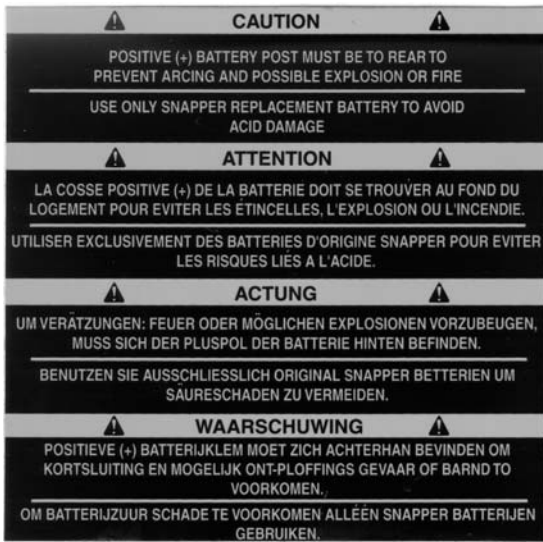 CAUTION
POSITIVE (+) BATTERY POST MUST BE TO REAR TO
PREVENT ARCING AND POSSIBLE EXPLOSION OR FIRE
USE ONLY SNAPPER REPLACEMENT BATTERY TO AVOID
ACID DAMAGE
ATTENTION
LA COSSE POSITIVE (+) DE LA BATTERIE DOIT SE TROUVER AU FOND DU
LOGEMENT POUR EVITER LES ÉTINCELLES, L'EXPLOSION OU L'INCENDIE.
UTILISER EXCLUSIVEMENT DES BATTERIES D'ORIGINE SNAPPER POUR EVITER
LES RISQUES LIÉS A L'ACIDE.
ACTUNG
UM VERÄTZUNGEN: FEUER ODER MÖGLICHEN EXPLOSIONEN VORZUBEUGEN,
MUSS SICH DER PLUSPOL DER BATTERIE HINTEN BEFINDEN.
BENUTZEN SIE AUSSCHLIESSLICH ORIGINAL SNAPPER BETTERIEN UM
SÄURESCHADEN ZU VERMEIDEN.
WAARSCHUWING
POSITIEVE (+) BATTERIJKLEM MOET ZICH ACHTERHAN BEVINDEN OM
KORTSLUITING EN MOGELIJK ONT-PLOFFINGS GEVAAR OF BARND TO
VOORKOMEN.
OM BATTERIJZUUR SCHADE TE VOORKOMEN ALLÉÉN SNAPPER BATTERIJEN
GEBRUIKEN.